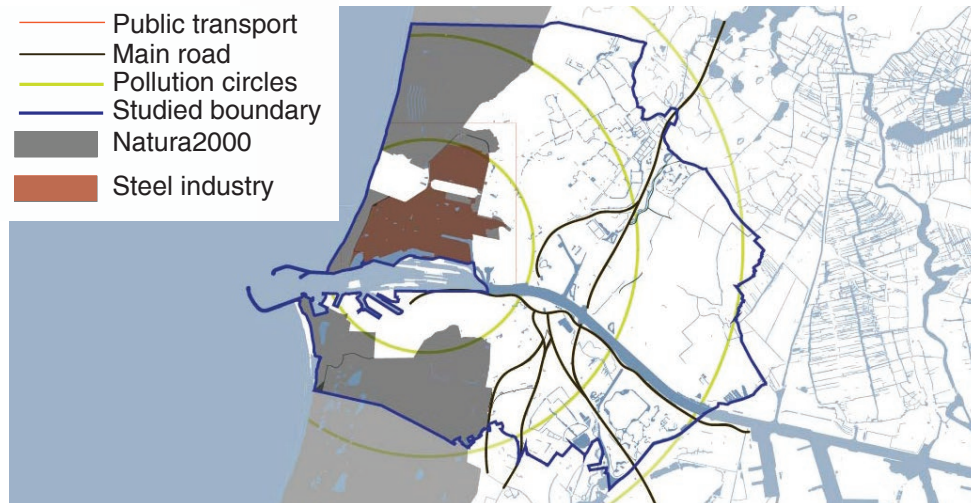 Public transport
Main road
Pollution circles
Studied boundary
Natura2000
Steel industry